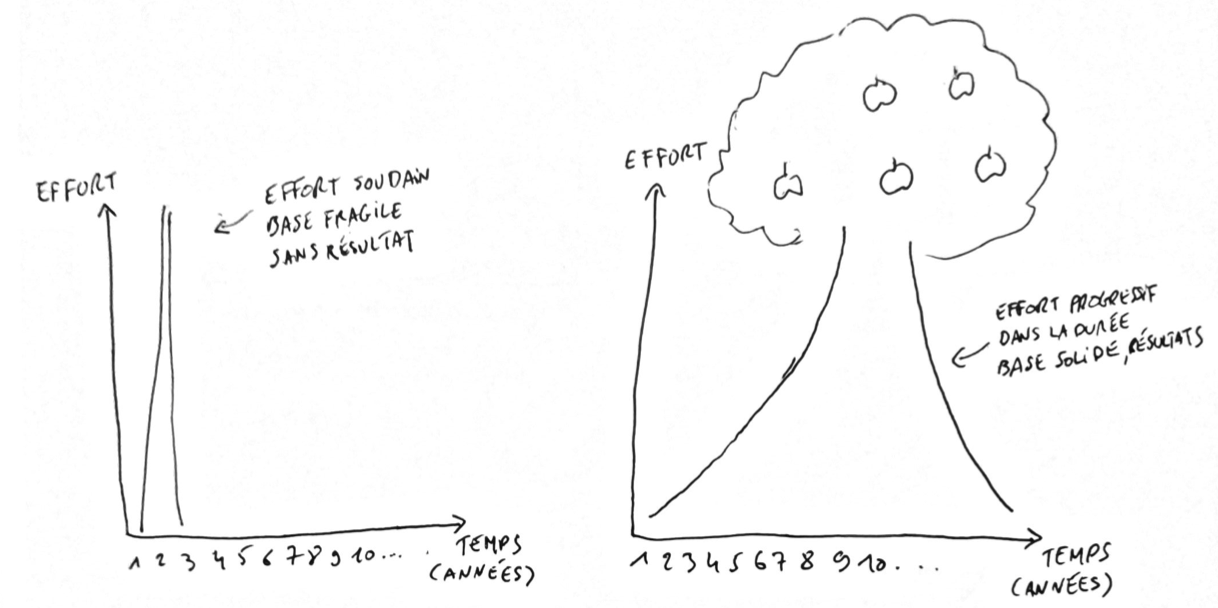 EFFORT
EFFORT SOUDAIN
BASE FRAGILE
SANS RÉSULTAT
1 2 3 4 5 6 7 8 9 10...
TEMPS
(ANNÉES)
EFFORT
EFFORT PROGRESSIF
DANS LA DURÉE
BASE SOLIDE, RÉSULTATS
1 2 3 4 5 6 7 8 9 10...
TEMPS
(ANNÉES)